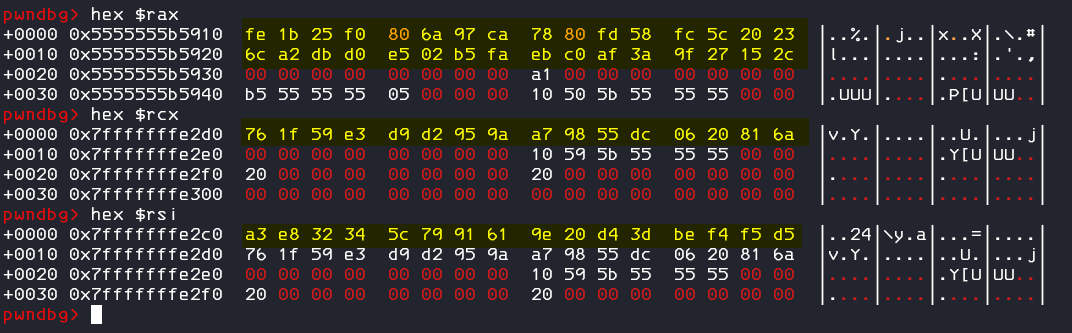 pwndbg> hex $rax
+0000 0x5555555b5910  fe 1b 25 f0  80 6a 97 ca  78 80 fd 58  fc 5c 20 23  |..%.|.j..|x..X|.\.#|
+0010 0x5555555b5920  6c a2 db d0  e5 02 b5 fa  eb c0 af 3a  9f 27 15 2c  |l...|....|...:|.'.,|
+0020 0x5555555b5930  00 00 00 00  00 00 00 00  a1 00 00 00  00 00 00 00  |....|....|....|....|
+0030 0x5555555b5940  b5 55 55 55  05 00 00 00  10 50 5b 55  55 55 00 00  |.UUU|....|.P[U|UU..|
pwndbg> hex $rcx
+0000 0x7fffffffe2d0  76 1f 59 e3  d9 d2 95 9a  a7 98 55 dc  06 20 81 6a  |v.Y.|....|..U.|...j|
+0010 0x7fffffffe2e0  00 00 00 00  00 00 00 00  10 59 5b 55  55 55 00 00  |....|....|.Y[U|UU..|
+0020 0x7fffffffe2f0  20 00 00 00  00 00 00 00  20 00 00 00  00 00 00 00  |....|....|....|....|
+0030 0x7fffffffe300  00 00 00 00  00 00 00 00  00 00 00 00  00 00 00 00  |....|....|....|....|
pwndbg> hex $rsi
+0000 0x7fffffffe2c0  a3 e8 32 34  5c 79 91 61  9e 20 d4 3d  be f4 f5 d5  |..24|\y.a|...=|....|
+0010 0x7fffffffe2d0  76 1f 59 e3  d9 d2 95 9a  a7 98 55 dc  06 20 81 6a  |v.Y.|....|..U.|...j|
+0020 0x7fffffffe2e0  00 00 00 00  00 00 00 00  10 59 5b 55  55 55 00 00  |....|....|.Y[U|UU..|
+0030 0x7fffffffe2f0  20 00 00 00  00 00 00 00  20 00 00 00  00 00 00 00  |....|....|....|....|
pwndbg>